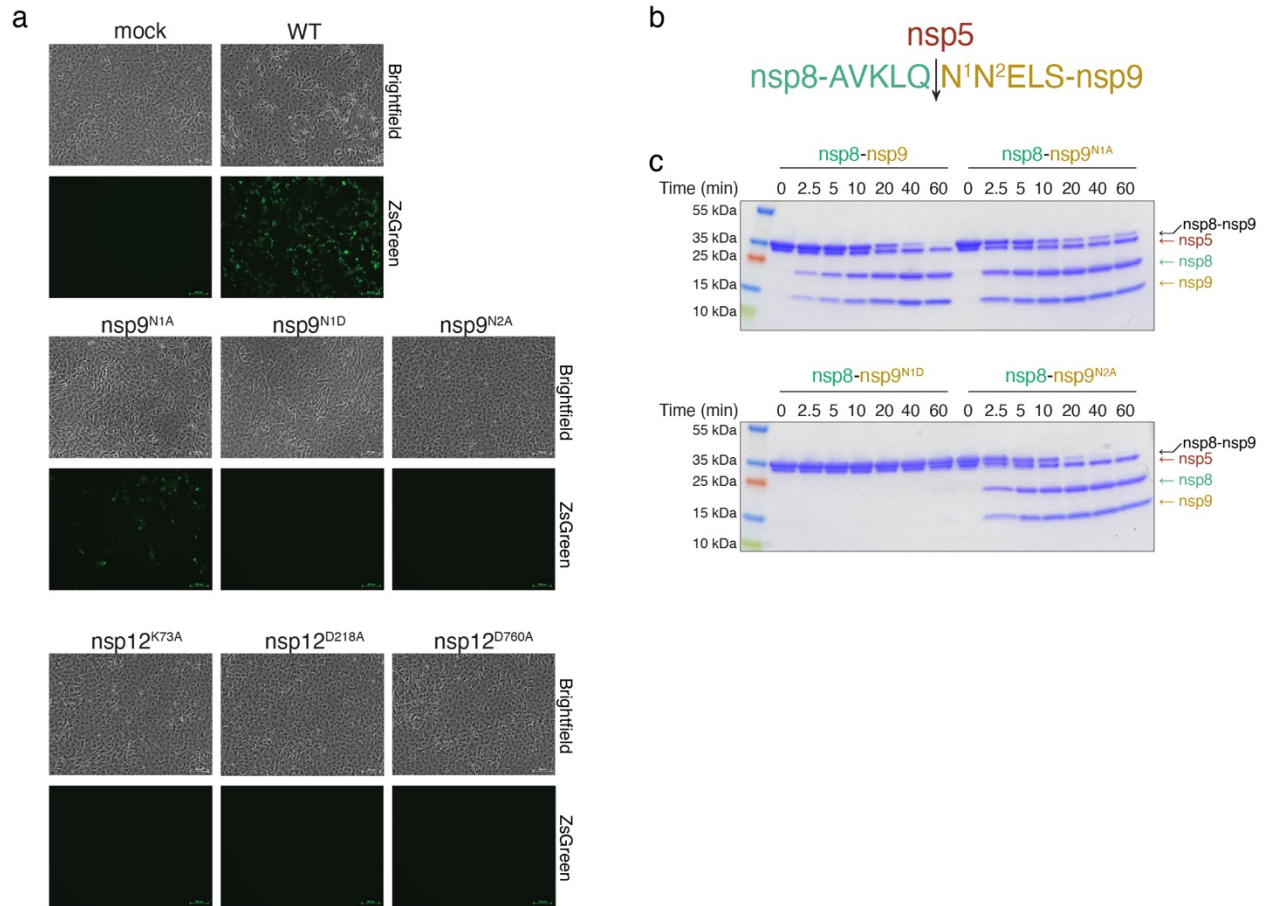 a
mock WT
Brightfield
ZsGreen
nsp9ᴺ¹ᴬ nsp9ᴺ¹ᴰ nsp9ᴺ²ᴬ
Brightfield
ZsGreen
nsp12ᴷ⁷³ᴬ nsp12ᴰ²¹⁸ᴬ nsp12ᴰ⁷⁶⁰ᴬ
Brightfield
ZsGreen
b
nsp5
nsp8-AVKLQ N¹N²ELS-nsp9
c
nsp8-nsp9 nsp8-nsp9ᴺ¹ᴬ
Time (min) 0 2.5 5 10 20 40 60 0 2.5 5 10 20 40 60
55 kDa
35 kDa
25 kDa
15 kDa
10 kDa
nsp8-nsp9
← nsp5
← nsp8
← nsp9
nsp8-nsp9ᴺ¹ᴰ nsp8-nsp9ᴺ²ᴬ
Time (min) 0 2.5 5 10 20 40 60 0 2.5 5 10 20 40 60
55 kDa
35 kDa
25 kDa
15 kDa
10 kDa
nsp8-nsp9
← nsp5
← nsp8
← nsp9